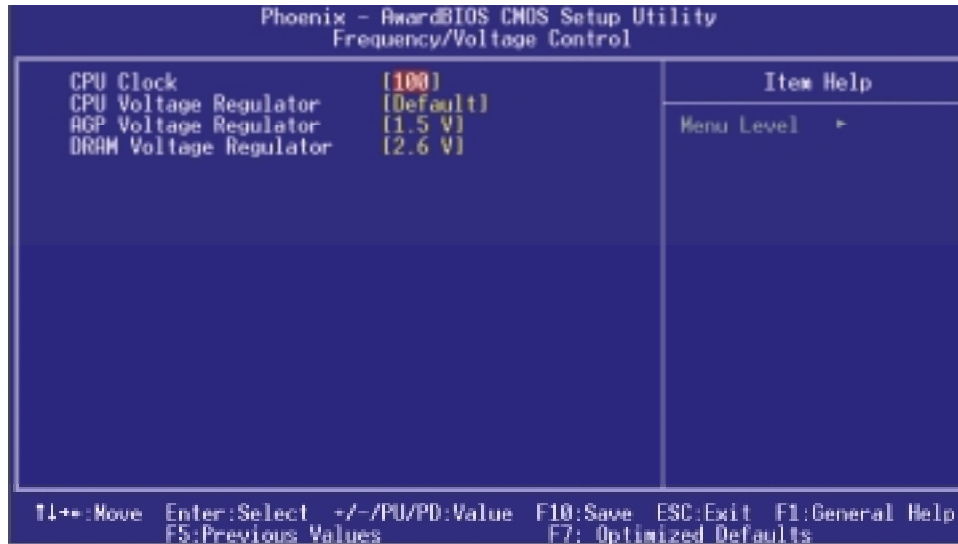 Phoenix - AwardBIOS CMOS Setup Utility
Frequency/Voltage Control
CPU Clock [100]
CPU Voltage Regulator [Default]
AGP Voltage Regulator [1.5 V]
DRAM Voltage Regulator [2.6 V]
Item Help
Menu Level ►
↑↓→←:Move Enter:Select +/-/PU/PD:Value F10:Save ESC:Exit F1:General Help
F5:Previous Values F7: Optimized Defaults